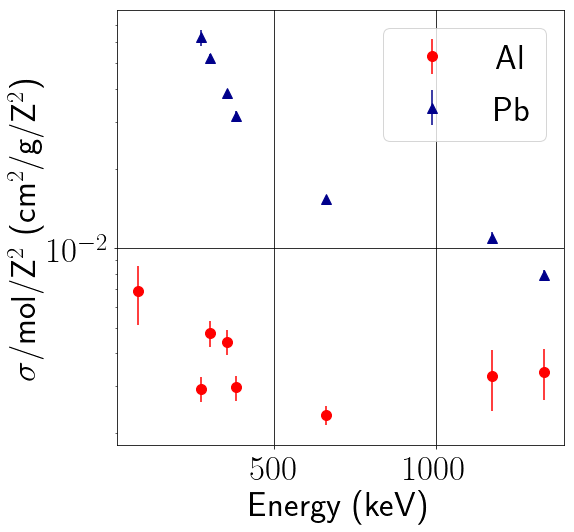 Al
Pb
σ/mol/Z² (cm²/g/Z²)
10⁻²
500 1000
Energy (keV)